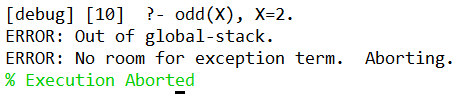 [debug] [10]  ?- odd(X), X=2.
ERROR: Out of global-stack.
ERROR: No room for exception term.  Aborting.
% Execution Aborted